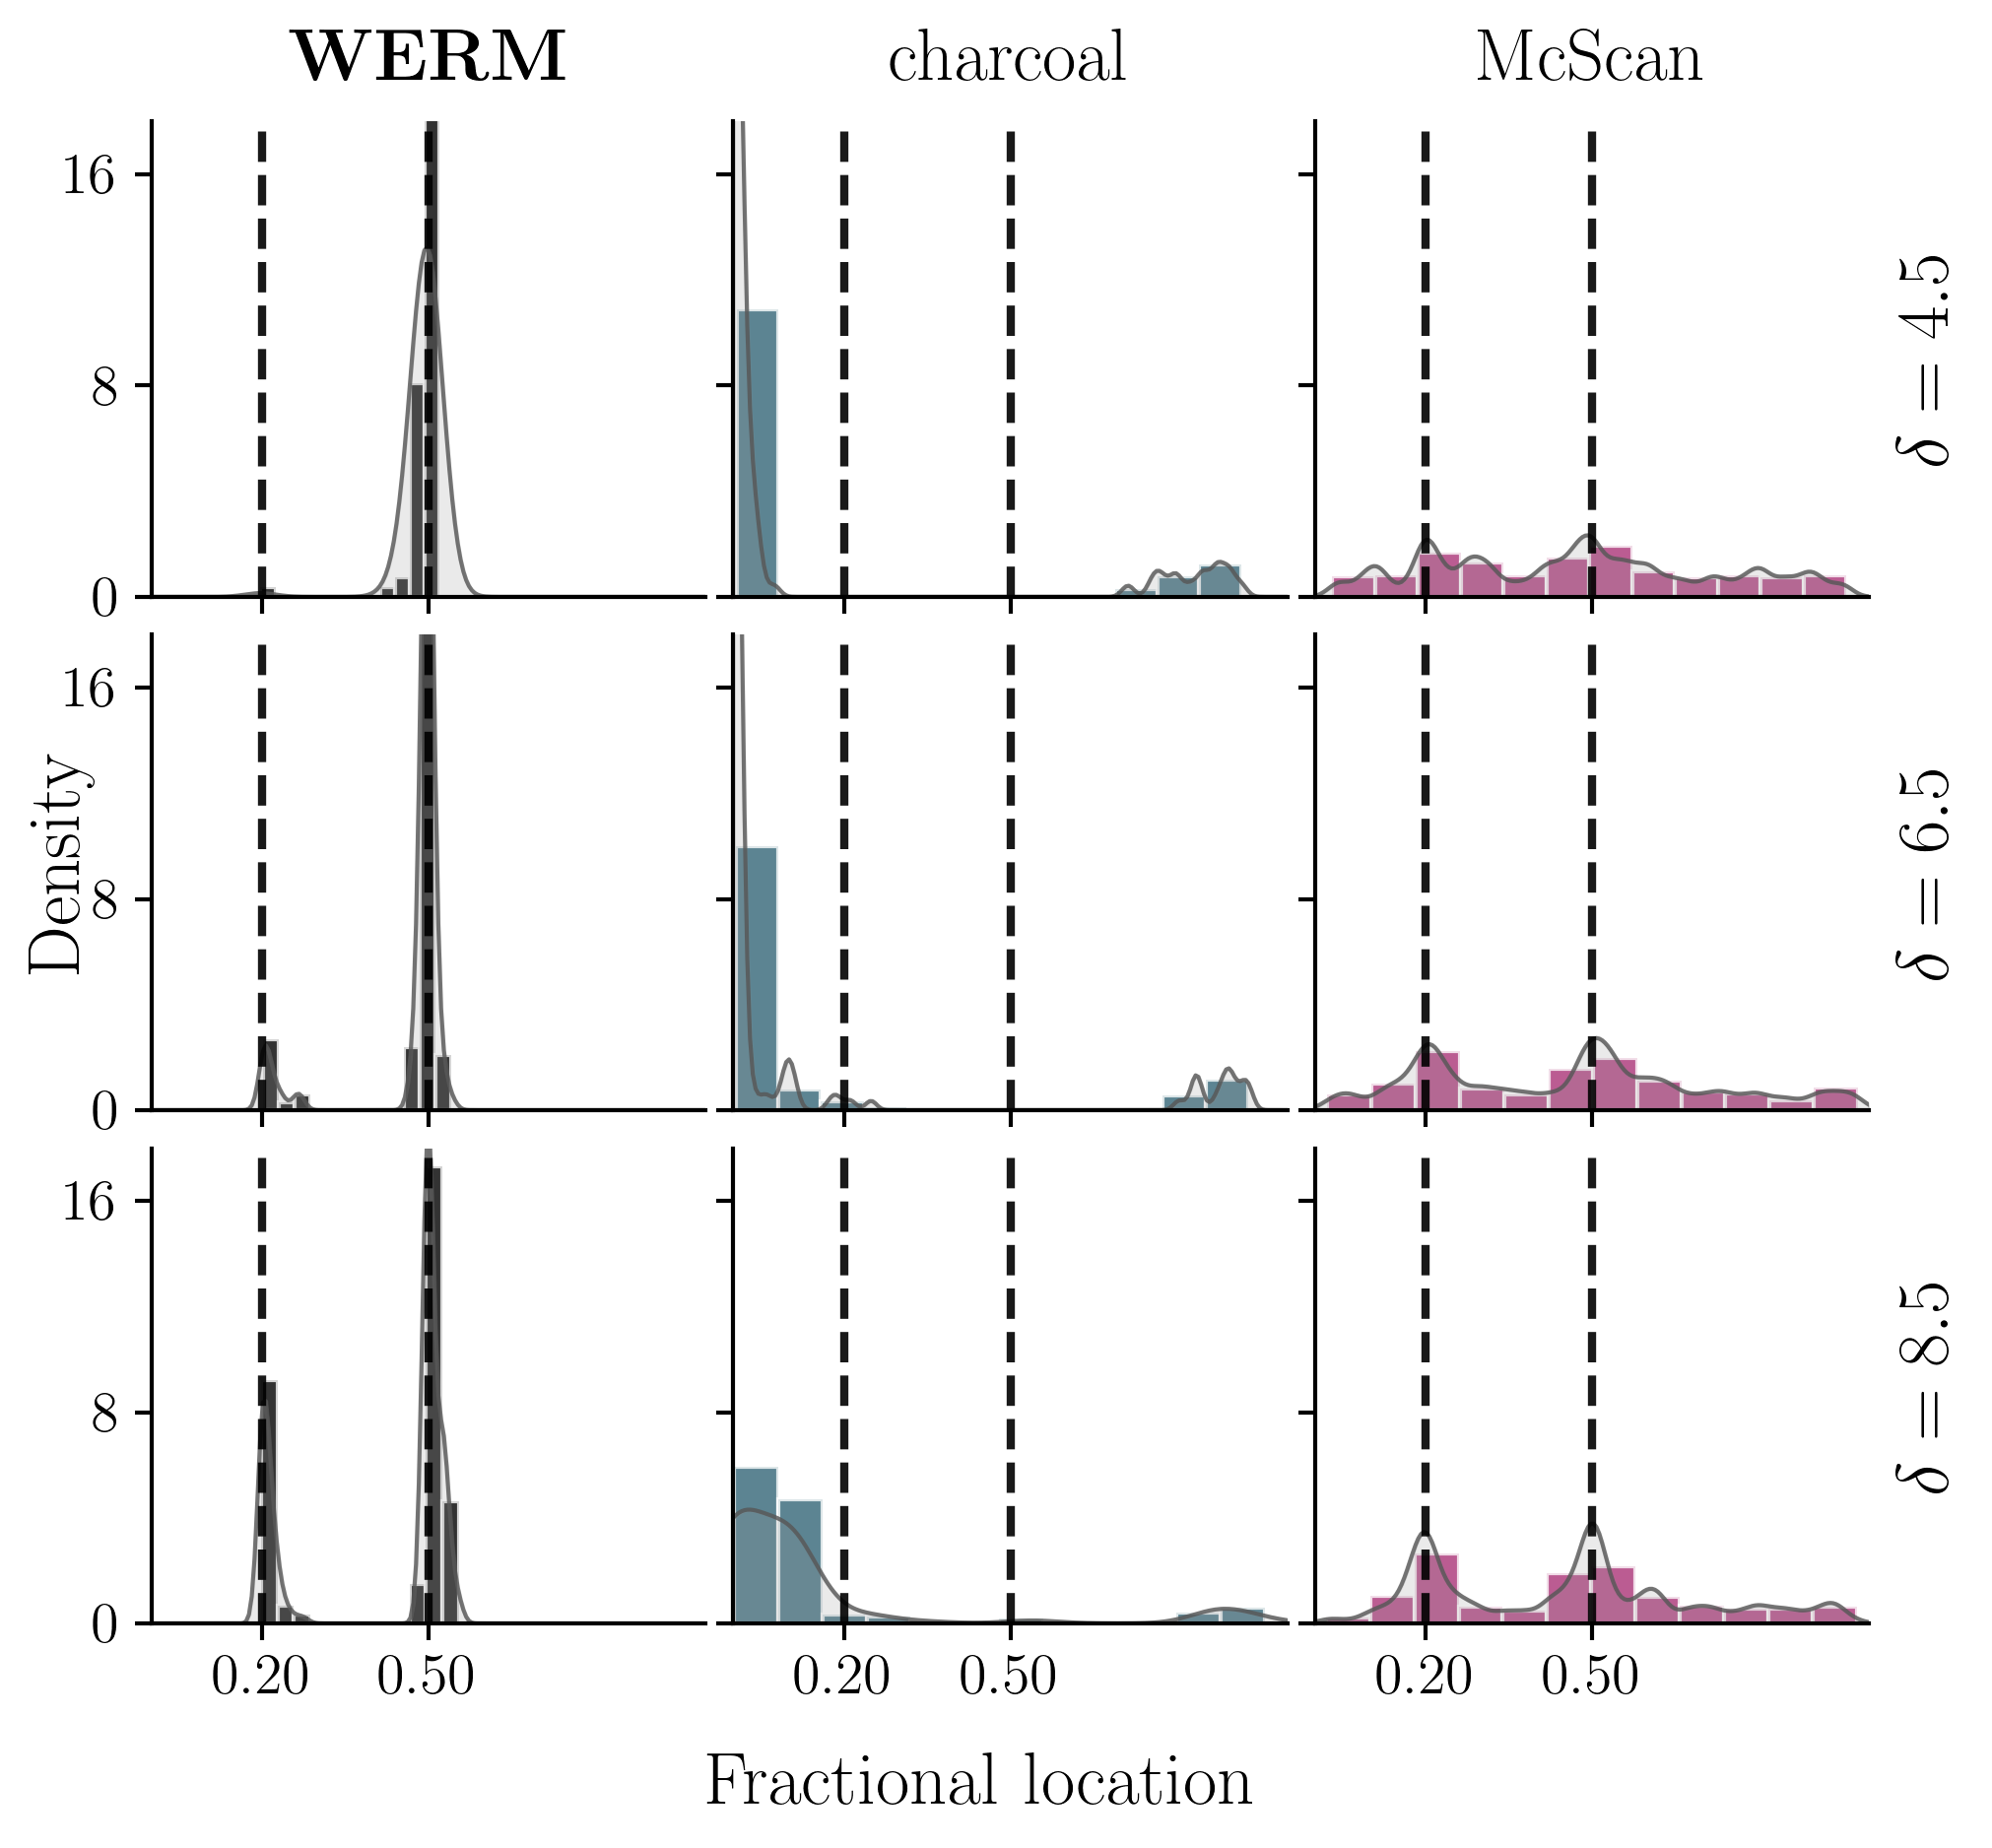 WERM charcoal McScan
16
8
0
δ = 4.5
16
8
0
δ = 6.5
Density
16
8
0
δ = 8.5
0.20 0.50 0.20 0.50 0.20 0.50
Fractional location